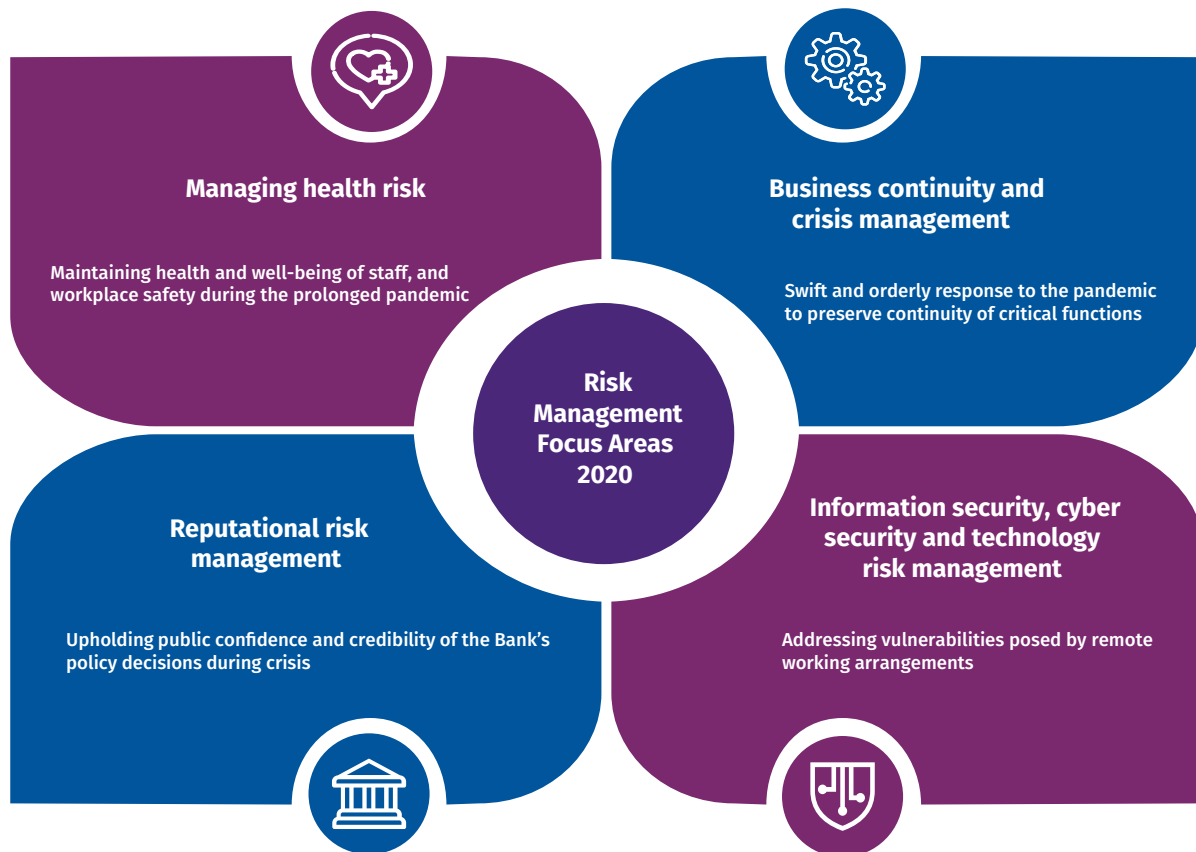 Managing health risk
Maintaining health and well-being of staff, and
workplace safety during the prolonged pandemic
Business continuity and
crisis management
Swift and orderly response to the pandemic
to preserve continuity of critical functions
Risk
Management
Focus Areas
2020
Reputational risk
management
Upholding public confidence and credibility of the Bank’s
policy decisions during crisis
Information security, cyber
security and technology
risk management
Addressing vulnerabilities posed by remote
working arrangements